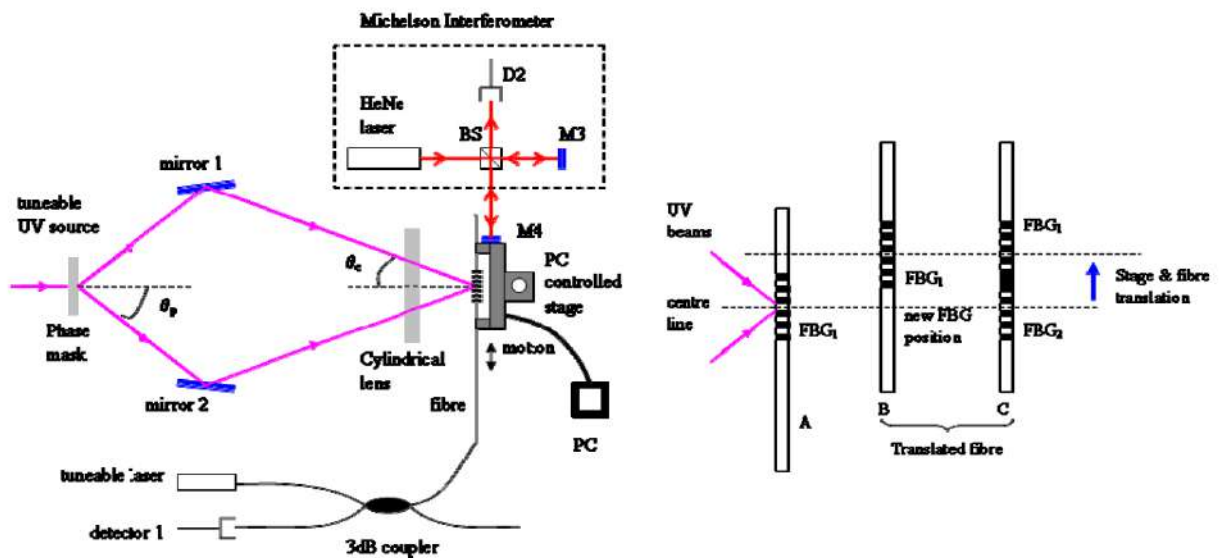 Michelson Interferometer
D2
HeNe
laser
BS
M3
mirror 1
tuneable
UV source
M4
θc
PC
controlled
stage
θp
Phase
mask
Cylindrical
lens
motion
mirror 2
fibre
PC
tuneable laser
detector 1
3dB coupler
UV
beams
centre
line
FBG1
A
FBG1
new FBG
position
B
FBG1
FBG2
C
Stage & fibre
translation
Translated fibre